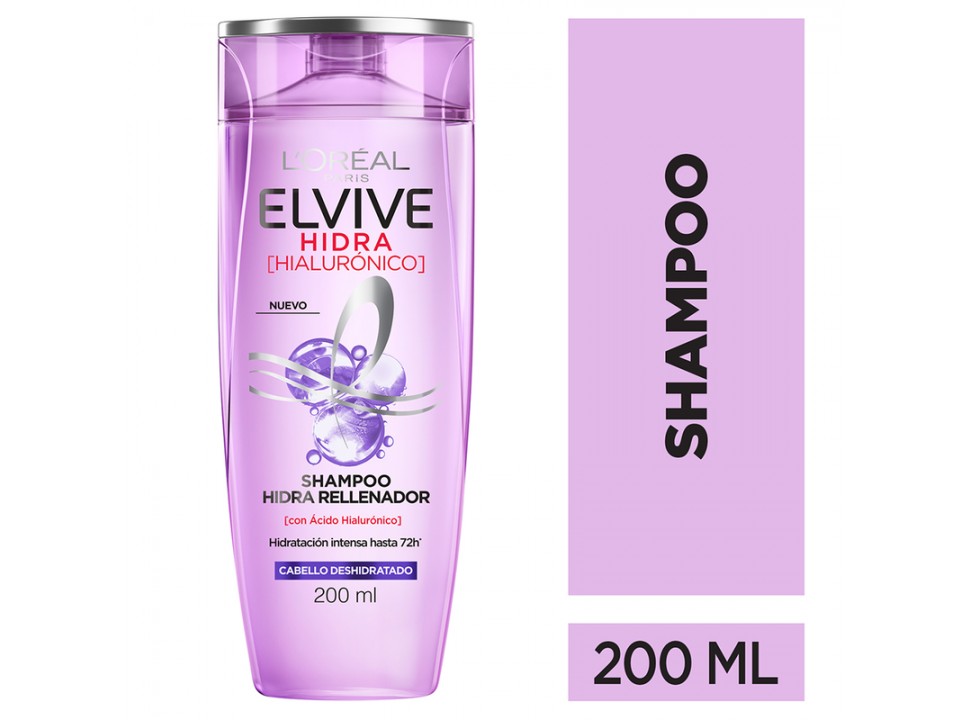 L'ORÉAL
PARIS
ELVIVE
HIDRA
[HIALURÓNICO]
NUEVO
SHAMPOO
HIDRA RELLENADOR
[con Ácido Hialurónico]
Hidratación intensa hasta 72h*
CABELLO DESHIDRATADO
200 ml
SHAMPOO
200 ML